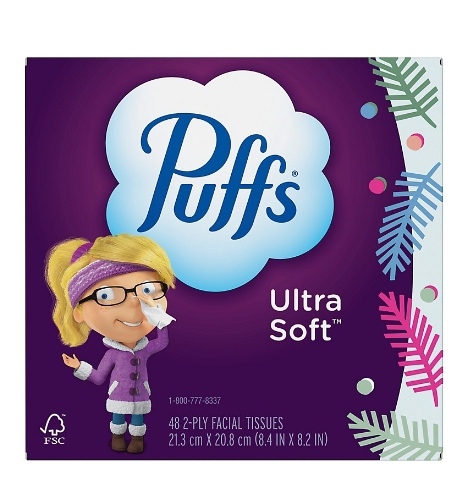 Puffs®
Ultra
Soft™
1-800-777-8337
48 2-PLY FACIAL TISSUES
21.3 cm X 20.8 cm (8.4 IN X 8.2 IN)
FSC